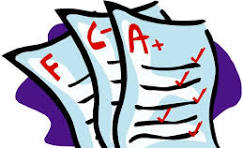 F C- A+